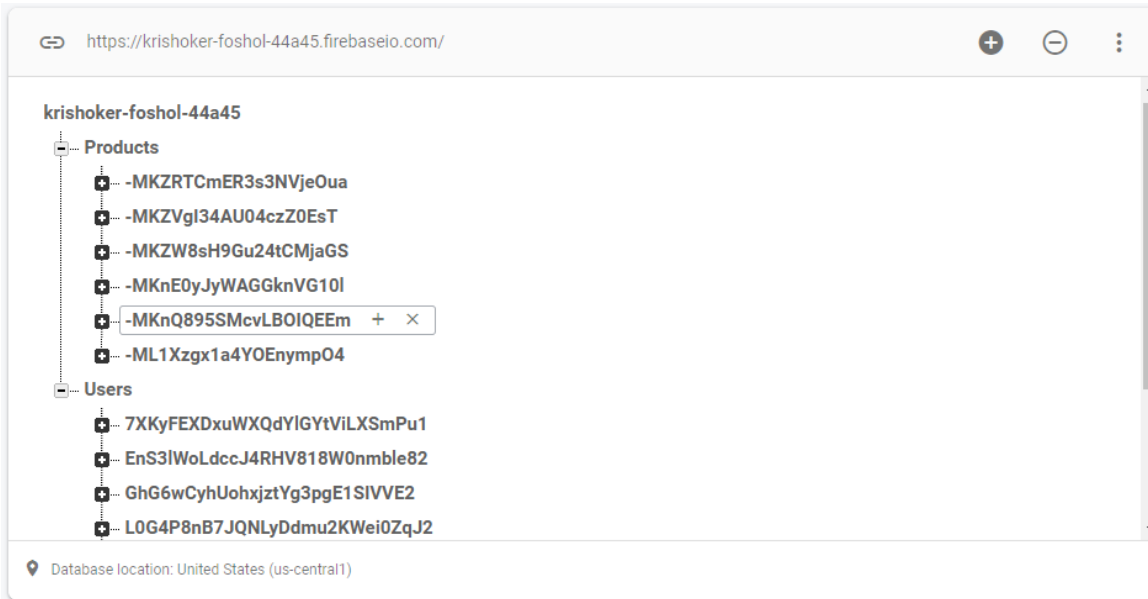 https://krishoker-foshol-44a45.firebaseio.com/
krishoker-foshol-44a45
Products
-MKZRTCmER3s3NVjeOua
-MKZVgI34AU04czZ0EsT
-MKZW8sH9Gu24tCMjaGS
-MKnE0yJyWAGGknVG10l
-MKnQ895SMcvLBOIQEEm
-ML1Xzgx1a4YOEnympO4
Users
7XKyFEXDxuWXQdYlGYtViLXSmPu1
EnS3lWoLdccJ4RHV818W0nmble82
GhG6wCyhUohxjztYg3pgE1SlVVE2
L0G4P8nB7JQNLyDdmu2KWei0ZqJ2
Database location: United States (us-central1)